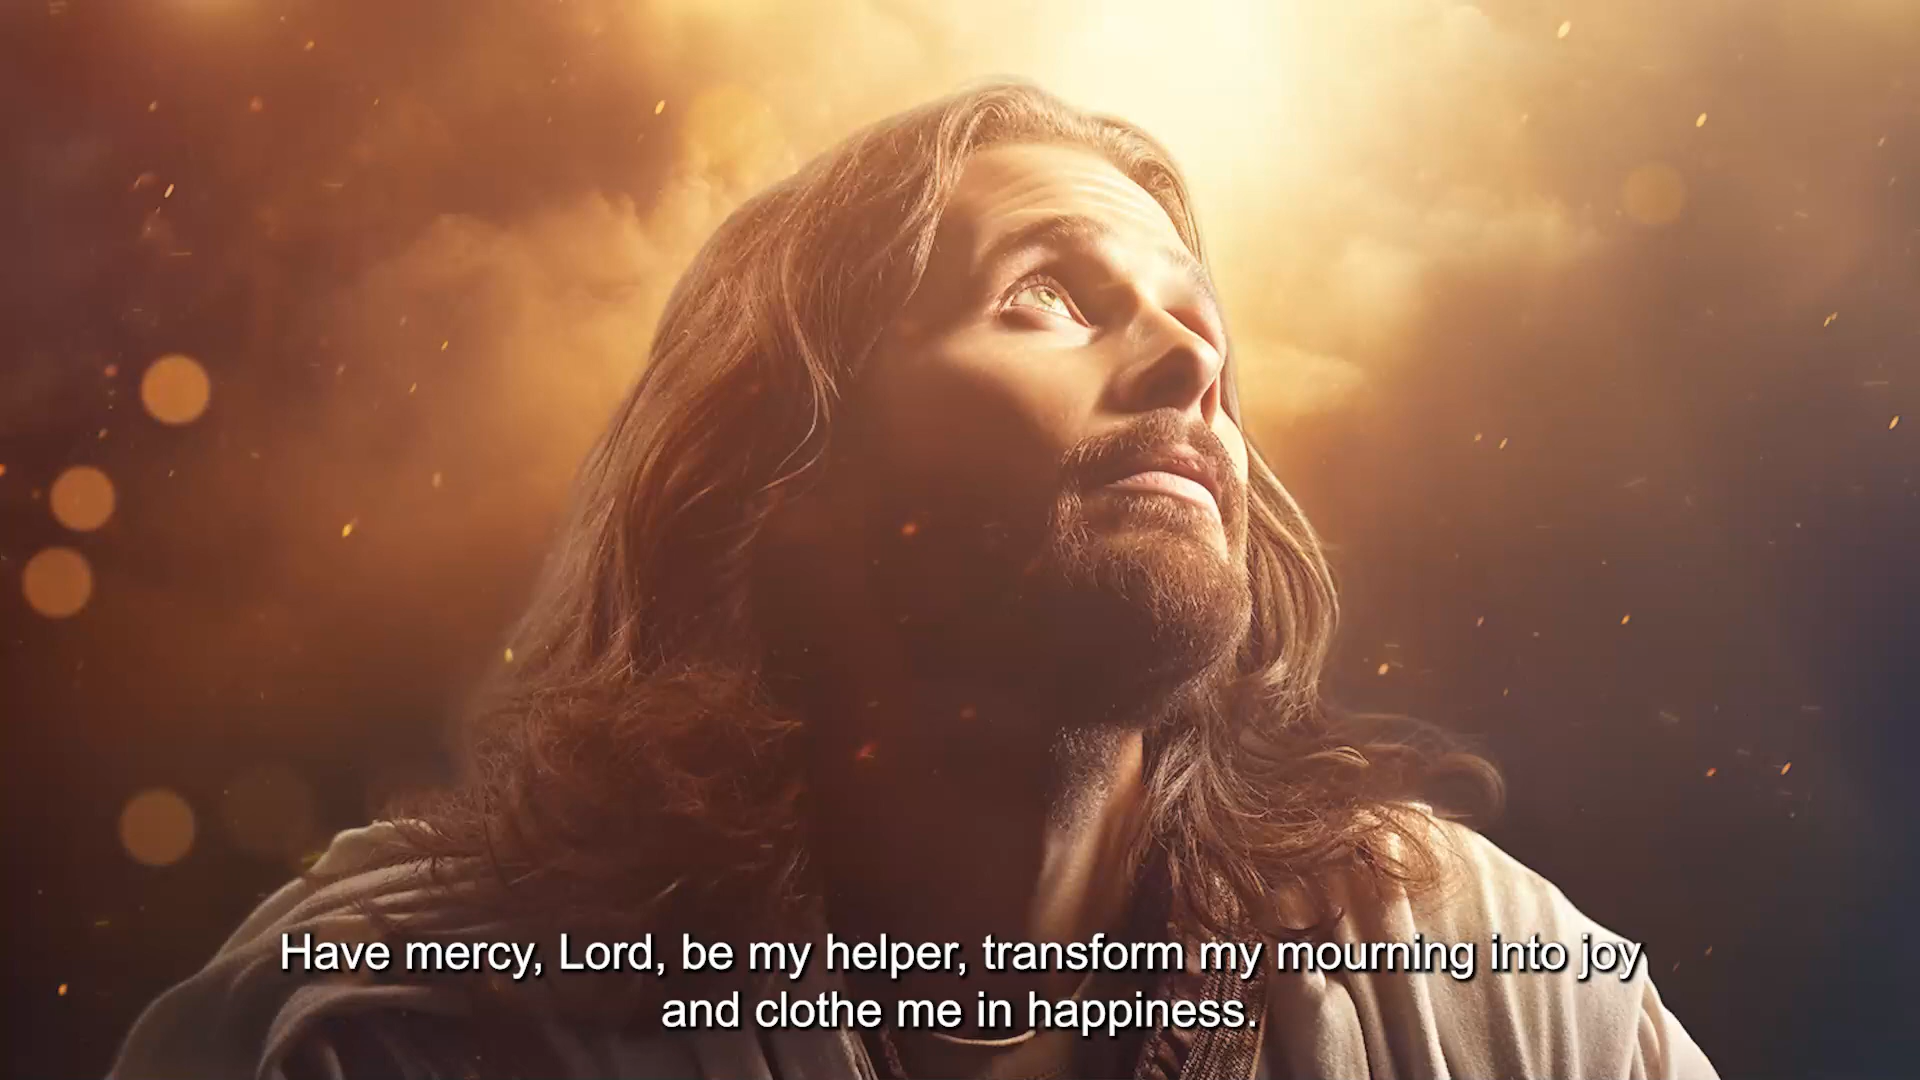 Have mercy, Lord, be my helper, transform my mourning into joy
and clothe me in happiness.